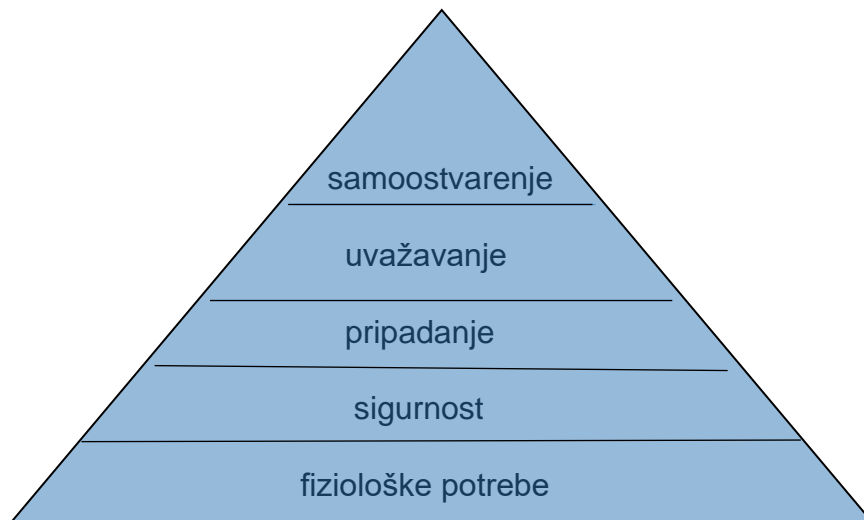 samoostvarenje
uvažavanje
pripadanje
sigurnost
fiziološke potrebe